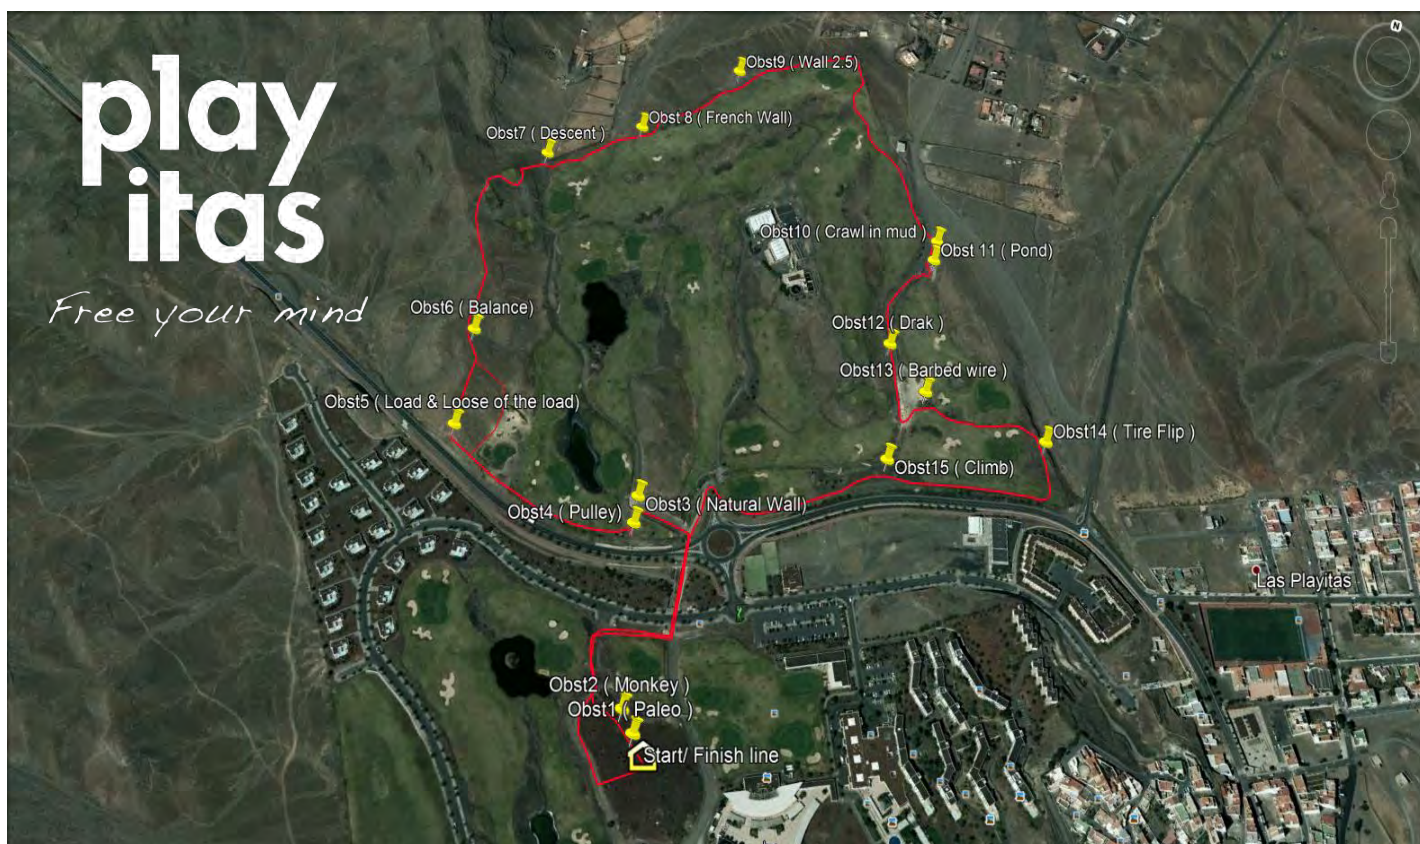 play
itas
Free your mind
N
Obst9 ( Wall 2.5)
Obst 8 ( French Wall)
Obst7 ( Descent )
Obst10 ( Crawl in mud )
Obst 11 ( Pond)
Obst6 ( Balance)
Obst12 ( Drak )
Obst13 ( Barbed wire )
Obst5 ( Load & Loose of the load)
Obst14 ( Tire Flip )
Obst15 ( Climb)
Obst3 ( Natural Wall)
Obst4 ( Pulley)
Las Playitas
Obst2 ( Monkey )
Obst1 ( Paleo )
Start/ Finish line